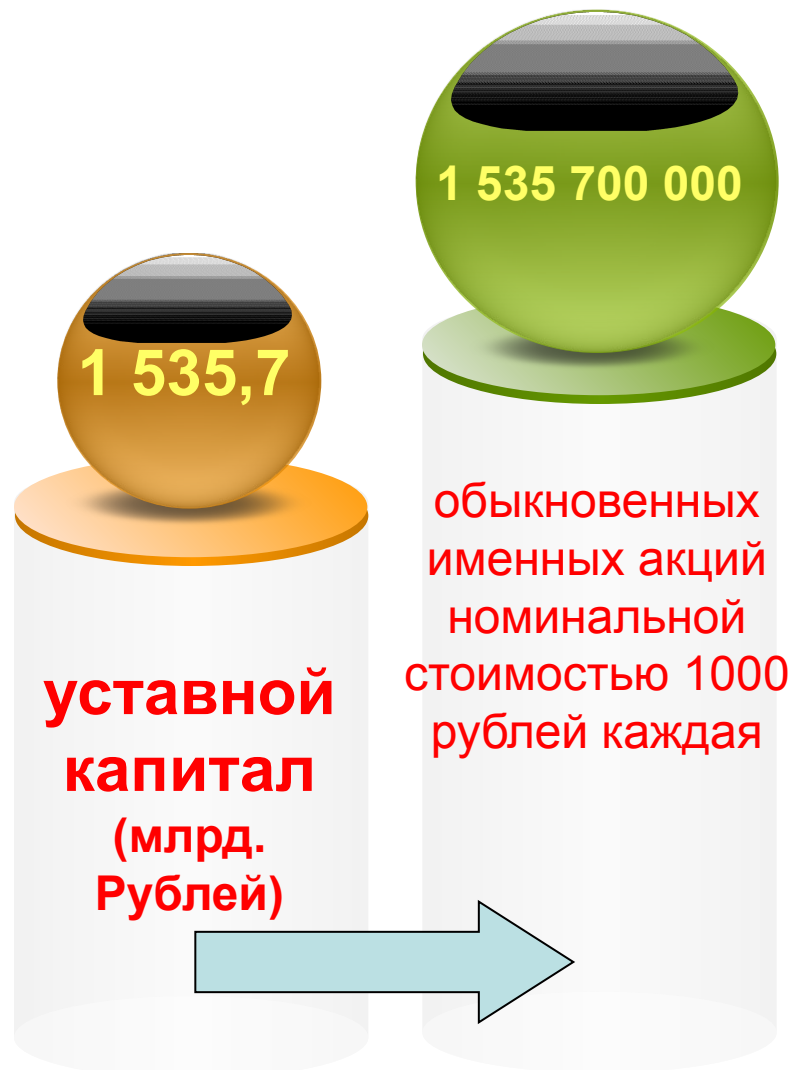 1 535,7
уставной
капитал
(млрд.
Рублей)
1 535 700 000
обыкновенных
именных акций
номинальной
стоимостью 1000
рублей каждая